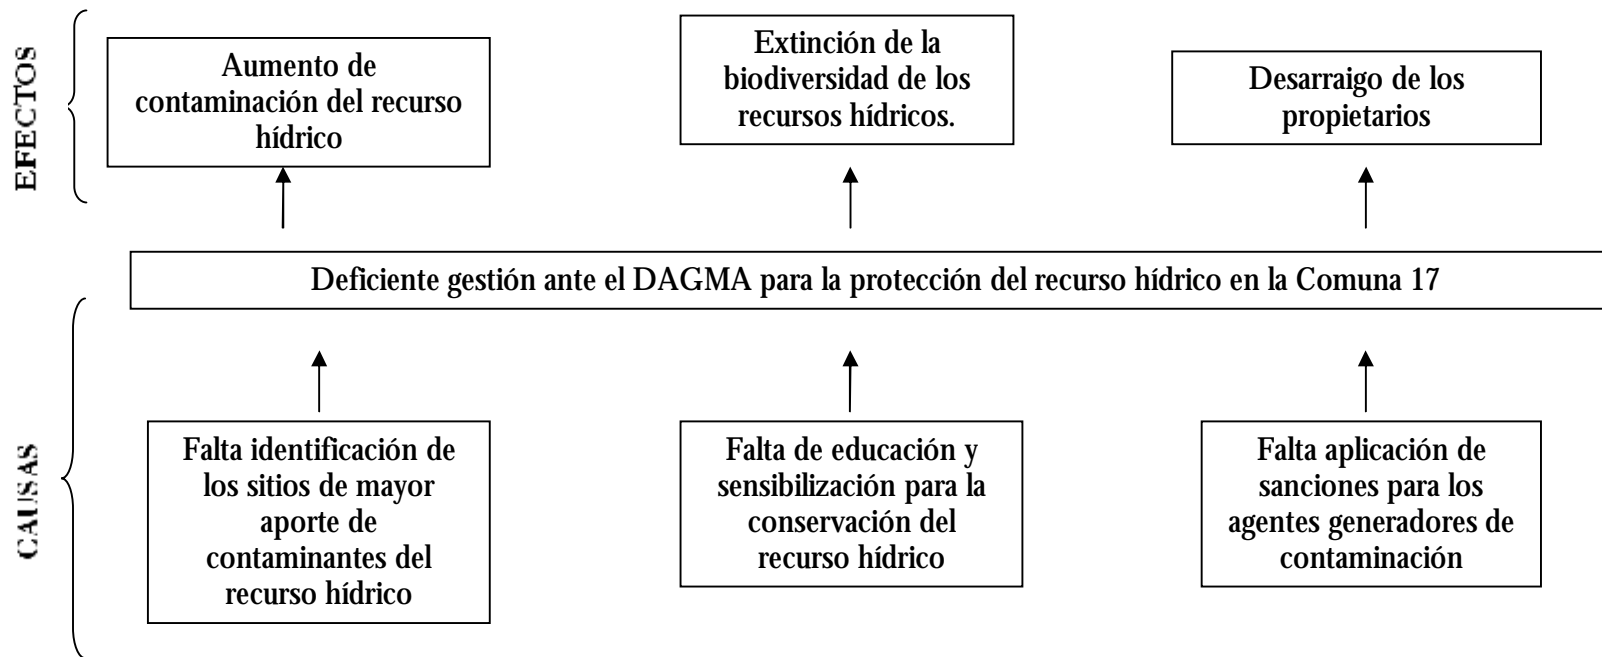 EFECTOS
Aumento de
contaminación del recurso
hídrico
Extinción de la
biodiversidad de los
recursos hídricos.
Desarraigo de los
propietarios
Deficiente gestión ante el DAGMA para la protección del recurso hídrico en la Comuna 17
CAUSAS
Falta identificación de
los sitios de mayor
aporte de
contaminantes del
recurso hídrico
Falta de educación y
sensibilización para la
conservación del
recurso hídrico
Falta aplicación de
sanciones para los
agentes generadores de
contaminación